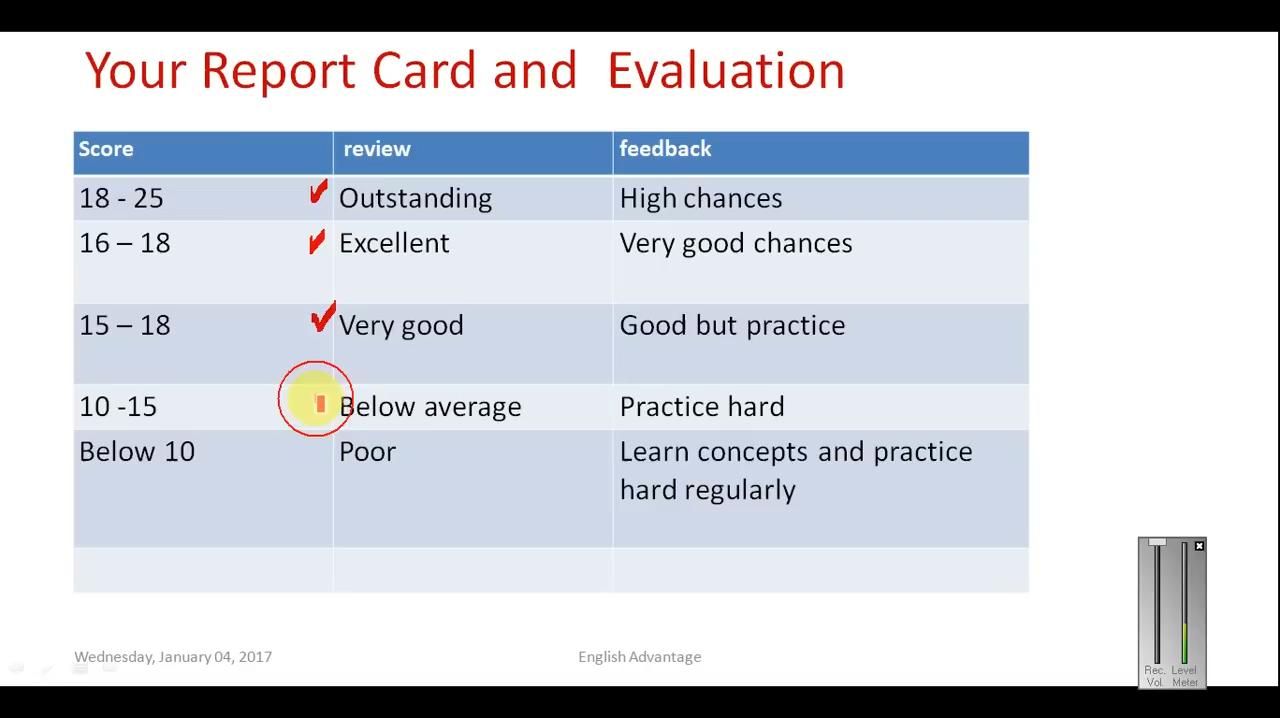 Your Report Card and Evaluation
Score review feedback
18 - 25 Outstanding High chances
16 – 18 Excellent Very good chances
15 – 18 Very good Good but practice
10 -15 Below average Practice hard
Below 10 Poor Learn concepts and practice
hard regularly
Wednesday, January 04, 2017 English Advantage
Rec. Level
Vol. Meter